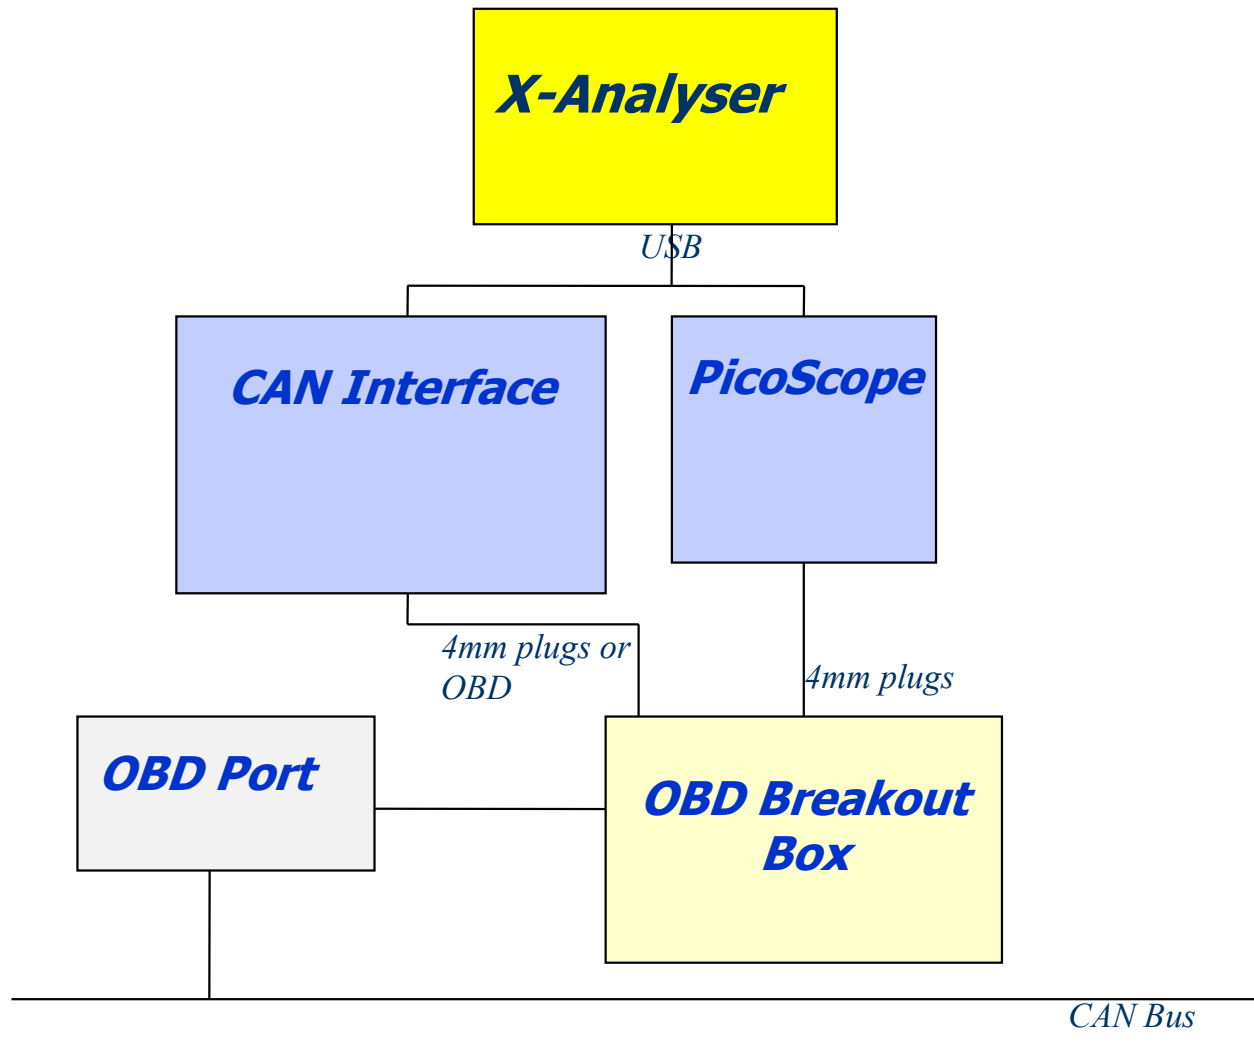 X-Analyser
USB
CAN Interface
PicoScope
4mm plugs or
OBD
4mm plugs
OBD Port
OBD Breakout
Box
CAN Bus